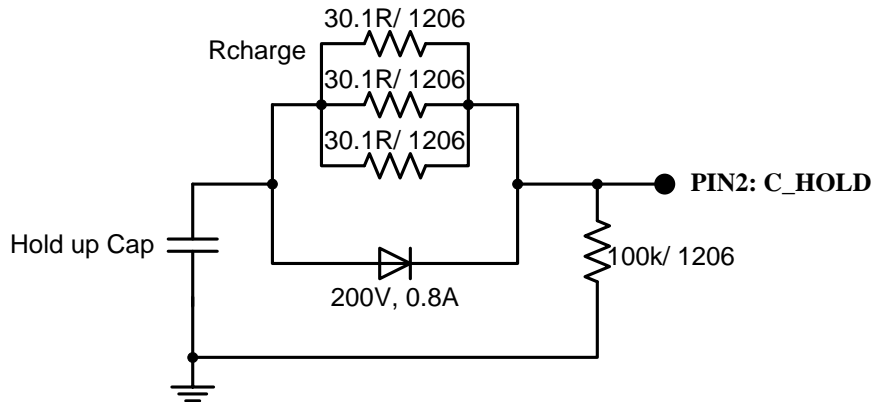 30.1R/ 1206
Rcharge
30.1R/ 1206
30.1R/ 1206
PIN2: C_HOLD
Hold up Cap
100k/ 1206
200V, 0.8A